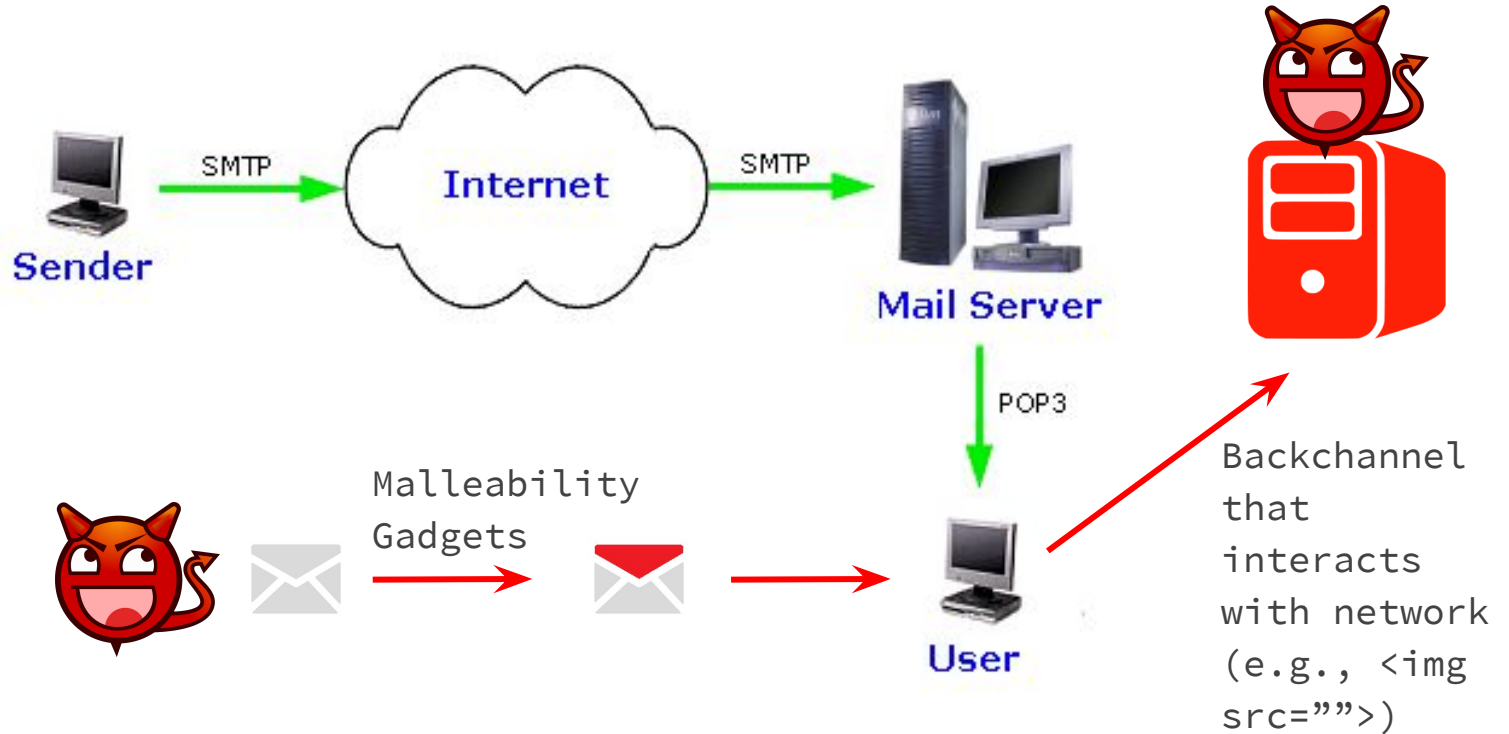 SMTP
Internet
SMTP
Sender
Mail Server
POP3
Malleability
Gadgets
User
Backchannel
that
interacts
with network
(e.g., <img
src=””>)